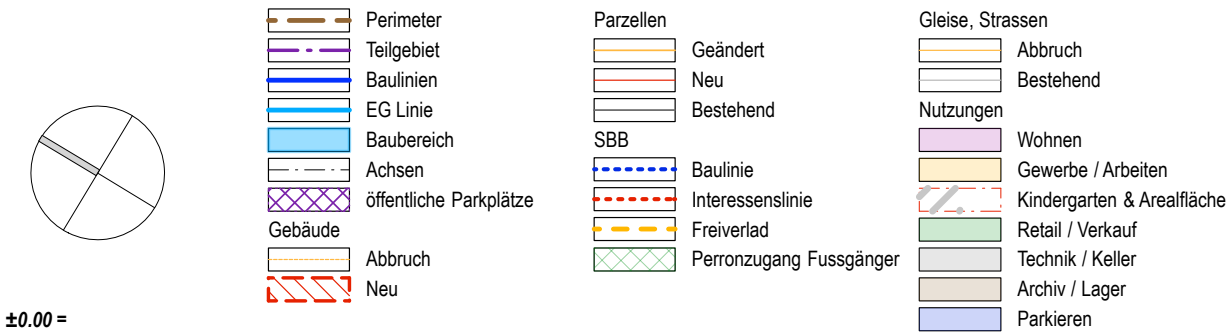 Perimeter
Teilgebiet
Baulinien
EG Linie
Baubereich
Achsen
öffentliche Parkplätze
Gebäude
Abbruch
Neu
Parzellen
Geändert
Neu
Bestehend
SBB
Baulinie
Interessenslinie
Freiverlad
Perronzugang Fussgänger
Gleise, Strassen
Abbruch
Bestehend
Nutzungen
Wohnen
Gewerbe / Arbeiten
Kindergarten & Arealfläche
Retail / Verkauf
Technik / Keller
Archiv / Lager
Parkieren
±0.00 =